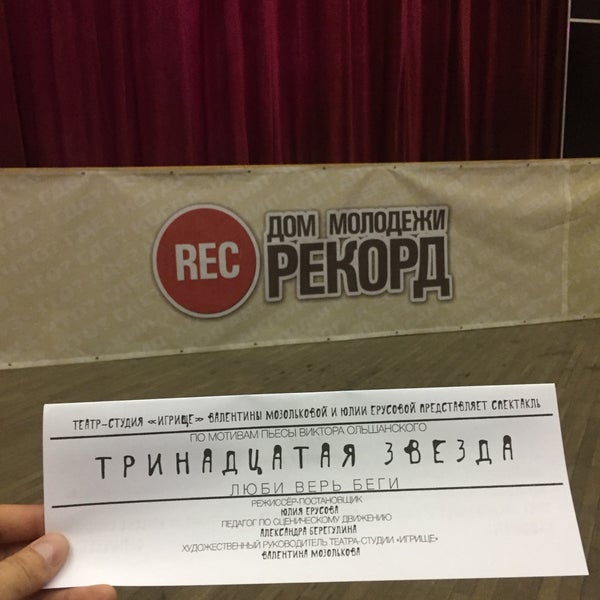 REC
ДОМ МОЛОДЕЖИ
РЕКОРД
ТЕАТР-СТУДИЯ «ИГРИЩЕ» ВАЛЕНТИНЫ МОЗОЛЬКОВОЙ И ЮЛИИ ЕРУСОВОЙ ПРЕДСТАВЛЯЕТ СПЕКТАКЛЬ
ПО МОТИВАМ ПЬЕСЫ ВИКТОРА ОЛЬШАНСКОГО
ТРИНАДЦАТАЯ ЗВЕЗДА
ЛЮБИ ВЕРЬ БЕГИ
РЕЖИССЁР-ПОСТАНОВЩИК
ЮЛИЯ ЕРУСОВА
ПЕДАГОГ ПО СЦЕНИЧЕСКОМУ ДВИЖЕНИЮ
АЛЕКСАНДРА БЕРЕГУЛИНА
ХУДОЖЕСТВЕННЫЙ РУКОВОДИТЕЛЬ ТЕАТРА-СТУДИИ «ИГРИЩЕ»
ВАЛЕНТИНА МОЗОЛЬКОВА